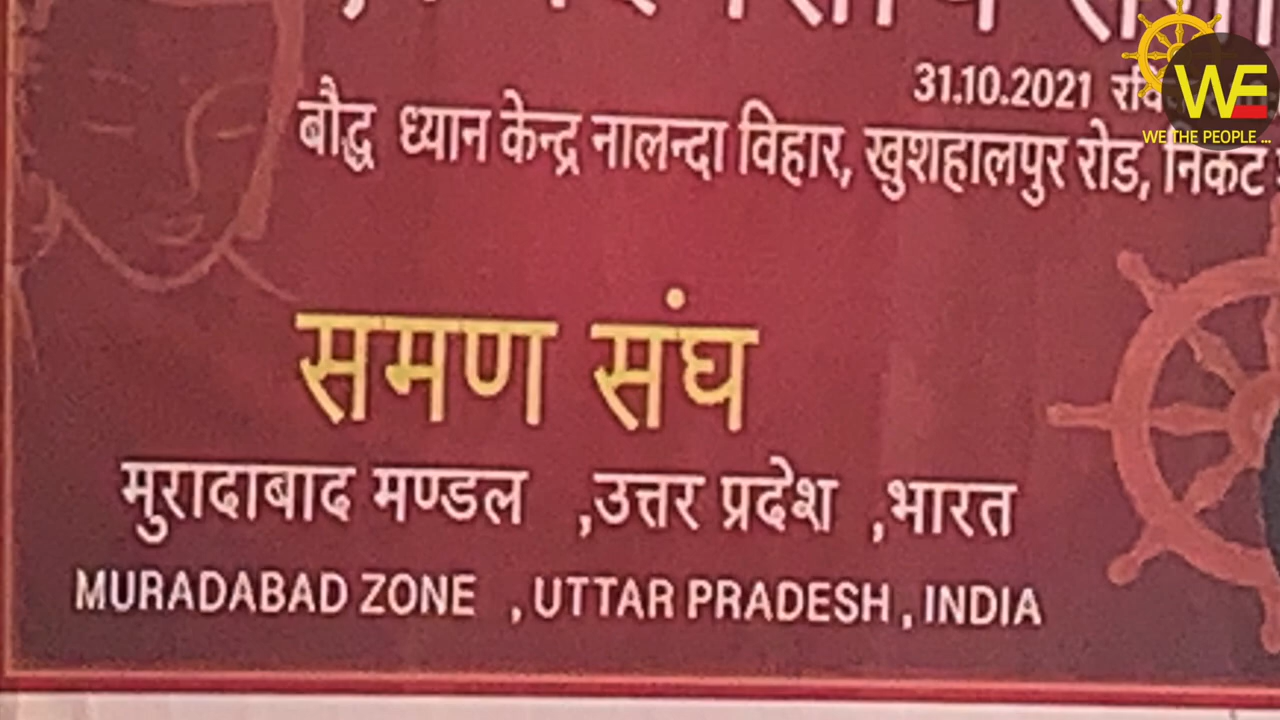 31.10.2021
बौद्ध ध्यान केन्द्र नालन्दा विहार, खुशहालपुर रोड, निकट
समण संघ
मुरादाबाद मण्डल ,उत्तर प्रदेश ,भारत
MURADABAD ZONE , UTTAR PRADESH , INDIA
WE
WE THE PEOPLE ...